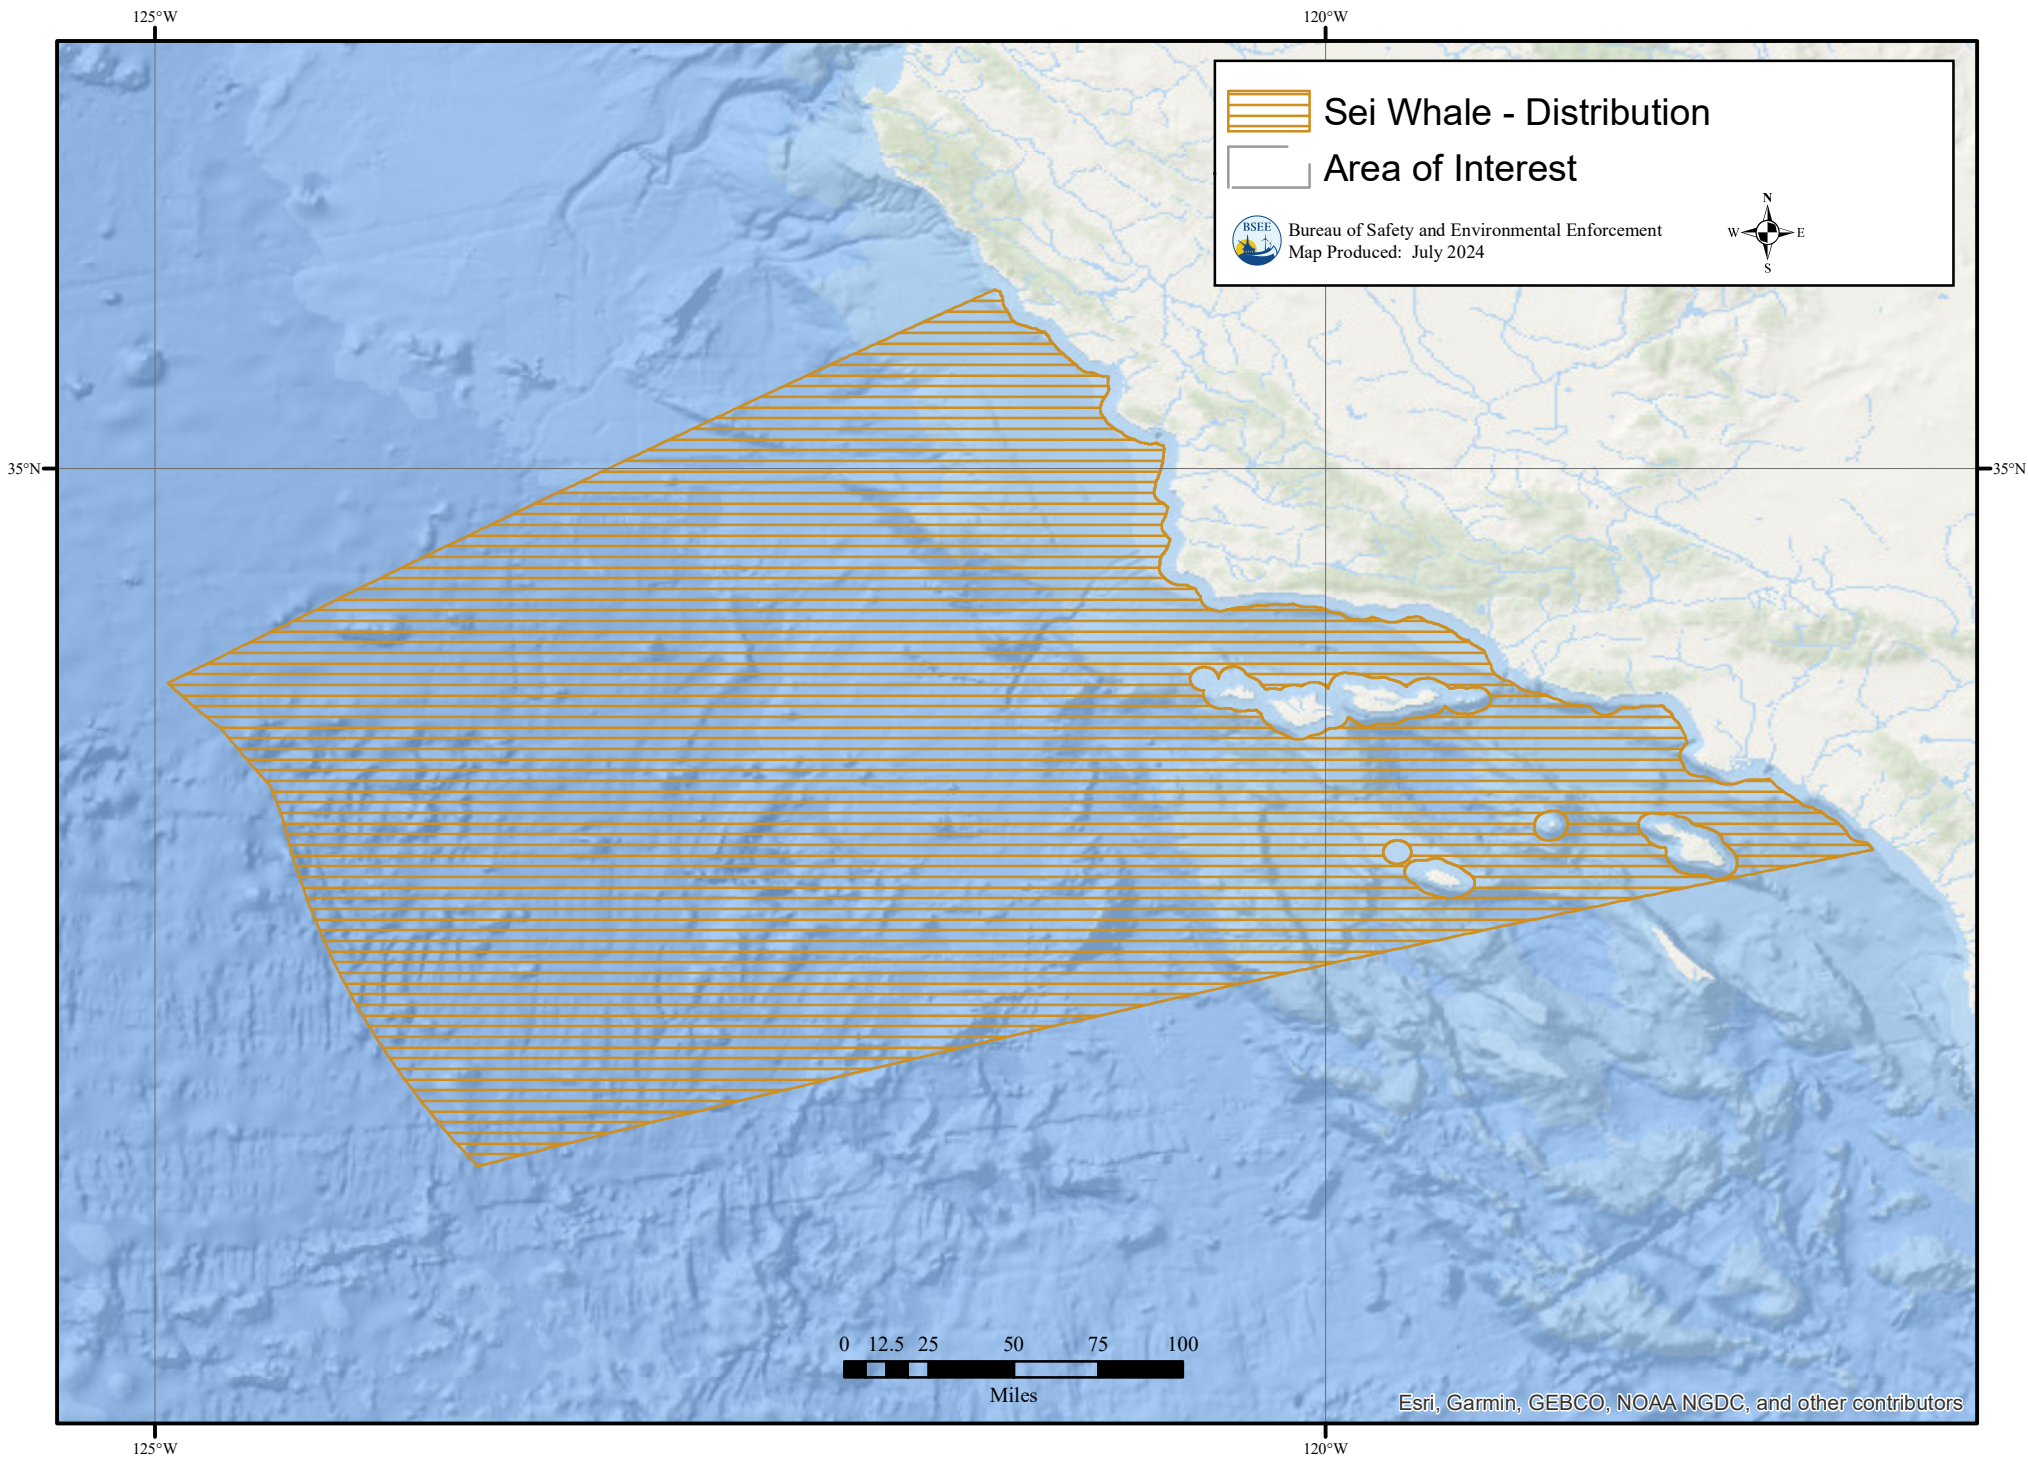 125°W
120°W
Sei Whale - Distribution
Area of Interest
BSEE
Bureau of Safety and Environmental Enforcement
Map Produced: July 2024
N
W
E
S
35°N
35°N
0 12.5 25 50 75 100
Miles
Esri, Garmin, GEBCO, NOAA NGDC, and other contributors
125°W
120°W